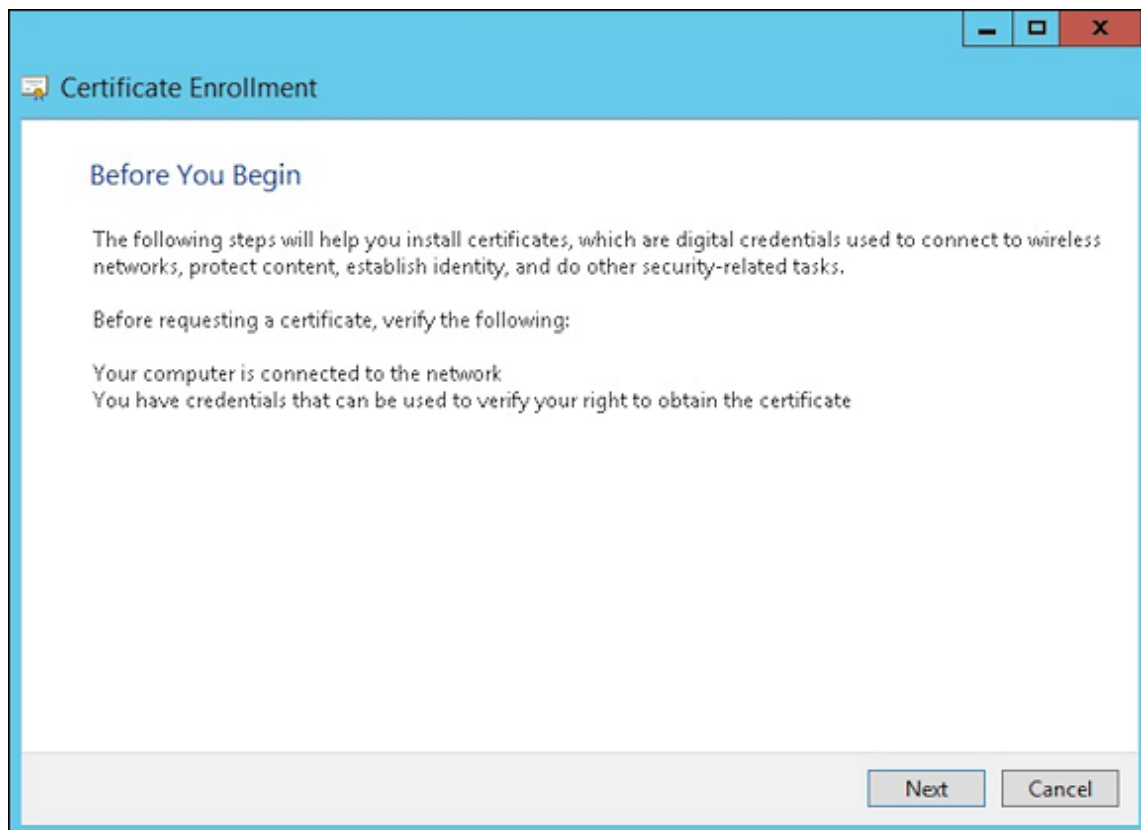 Certificate Enrollment
Before You Begin
The following steps will help you install certificates, which are digital credentials used to connect to wireless
networks, protect content, establish identity, and do other security-related tasks.
Before requesting a certificate, verify the following:
Your computer is connected to the network
You have credentials that can be used to verify your right to obtain the certificate
Next
Cancel